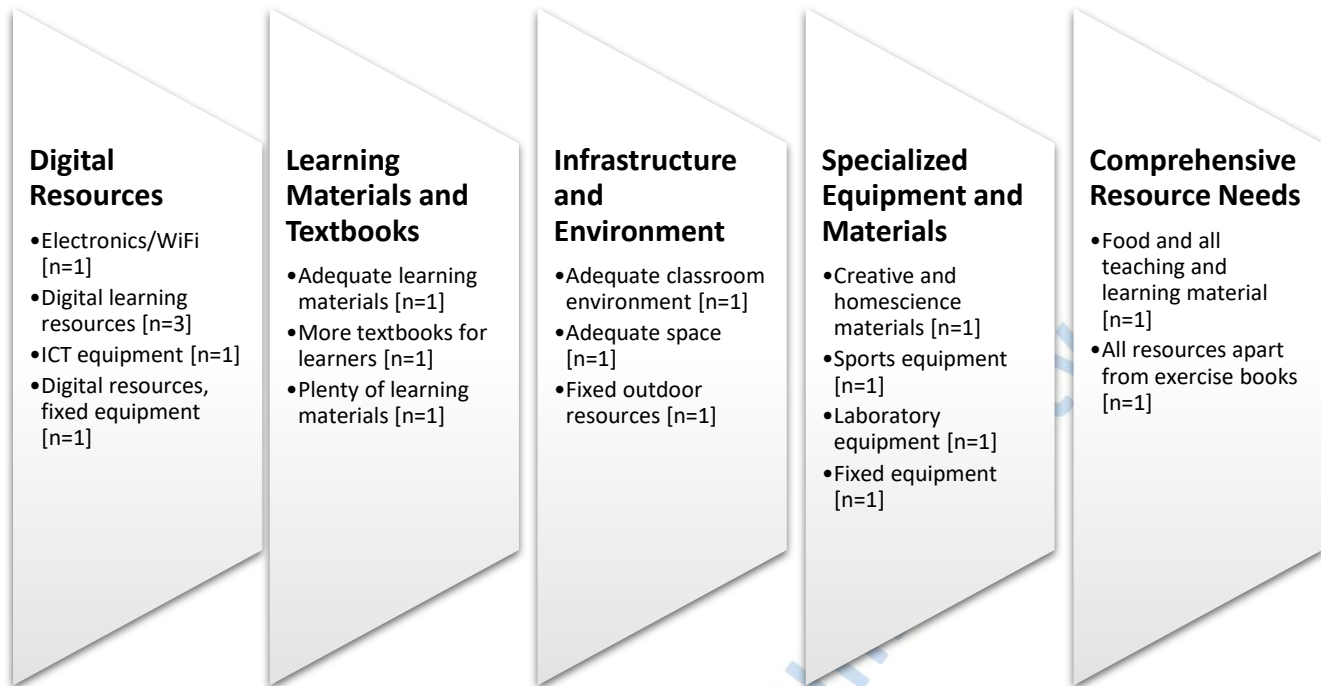 Digital
Resources
•Electronics/WiFi
[n=1]
•Digital learning
resources [n=3]
•ICT equipment [n=1]
•Digital resources,
fixed equipment
[n=1]
Learning
Materials and
Textbooks
•Adequate learning
materials [n=1]
•More textbooks for
learners [n=1]
•Plenty of learning
materials [n=1]
Infrastructure
and
Environment
•Adequate classroom
environment [n=1]
•Adequate space
[n=1]
•Fixed outdoor
resources [n=1]
Specialized
Equipment and
Materials
•Creative and
homescience
materials [n=1]
•Sports equipment
[n=1]
•Laboratory
equipment [n=1]
•Fixed equipment
[n=1]
Comprehensive
Resource Needs
•Food and all
teaching and
learning material
[n=1]
•All resources apart
from exercise books
[n=1]